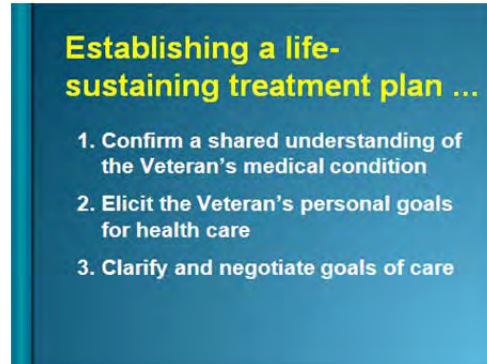 Establishing a life-
sustaining treatment plan ...
1. Confirm a shared understanding of
the Veteran's medical condition
2. Elicit the Veteran's personal goals
for health care
3. Clarify and negotiate goals of care